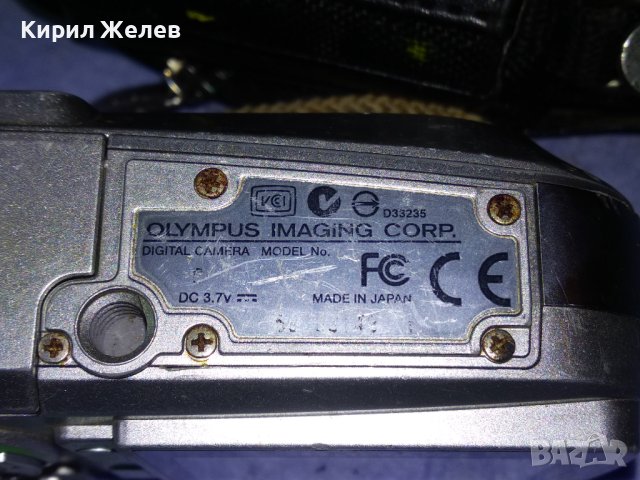 Кирил Желев
VCI
D33235
OLYMPUS IMAGING CORP.
DIGITAL CAMERA MODEL No.
FC CE
DC 3.7V
MADE IN JAPAN
BAZAR